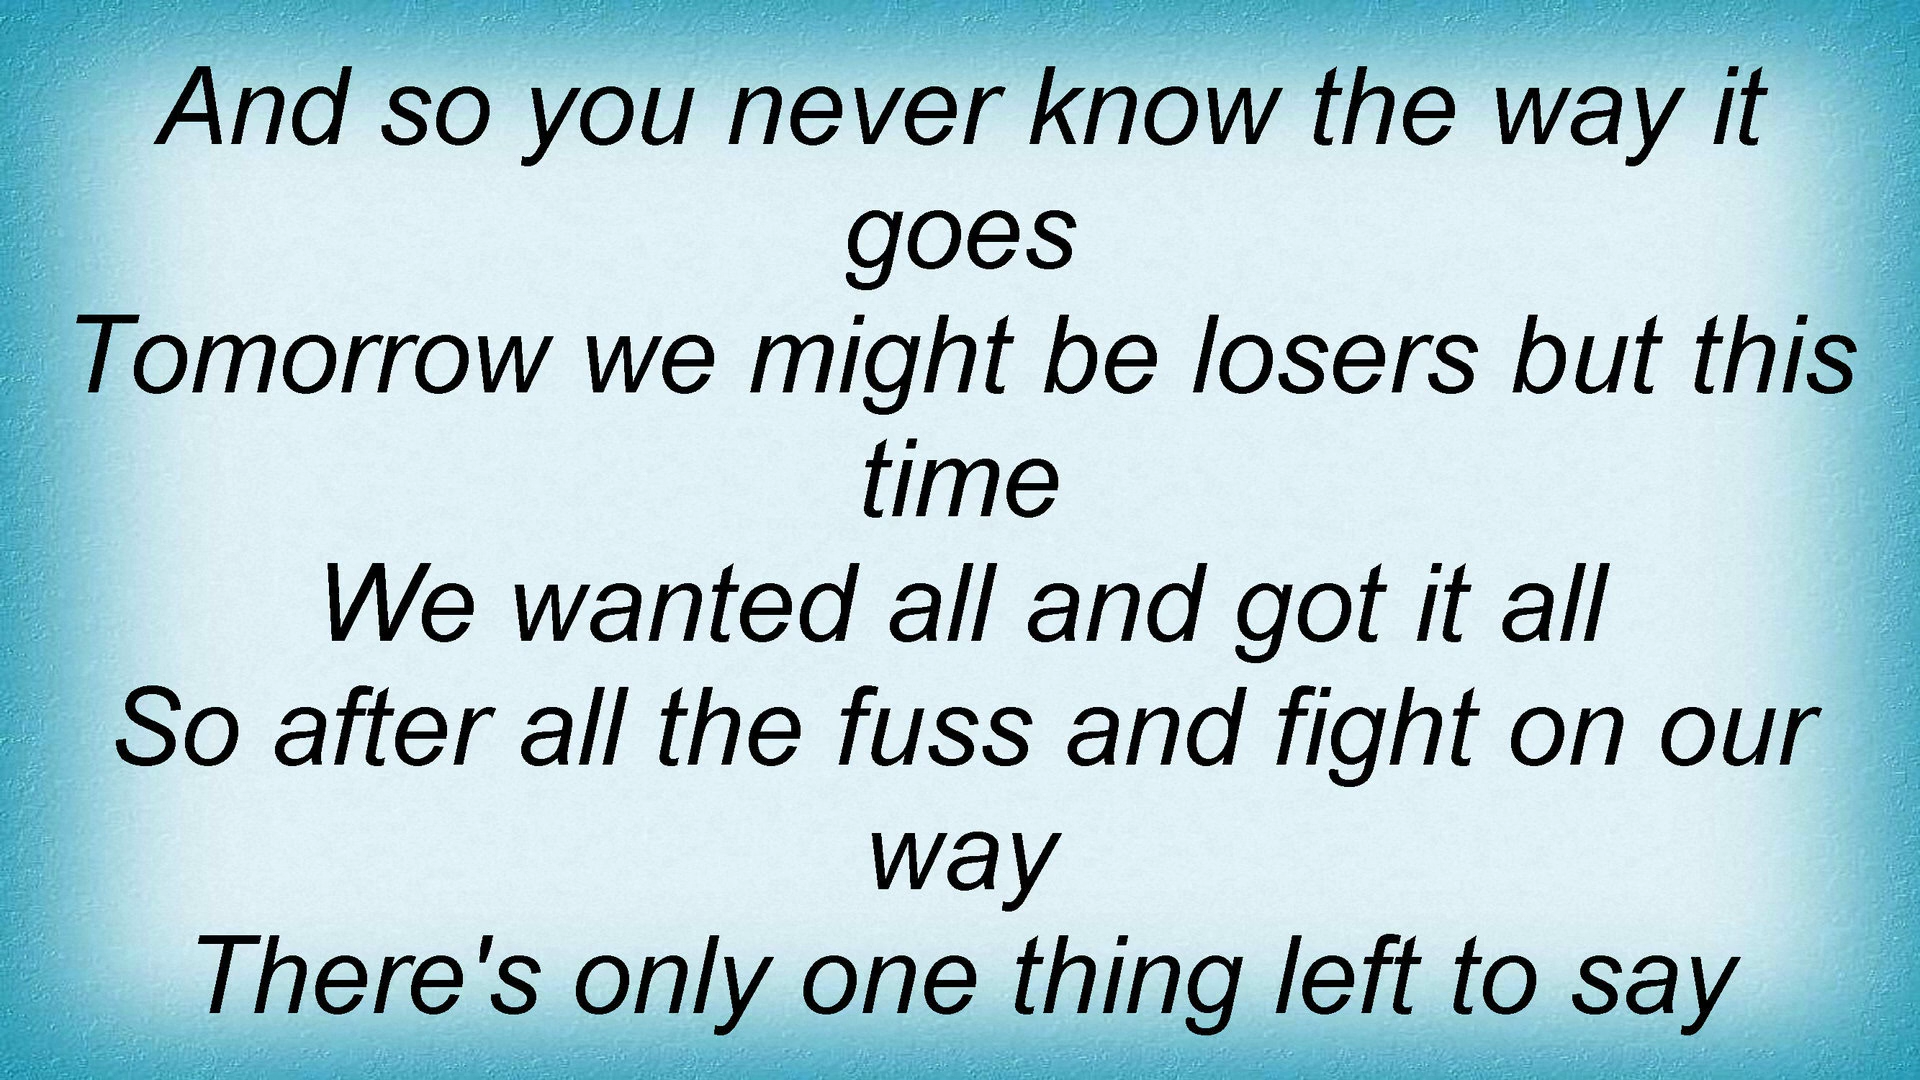 And so you never know the way it
goes
Tomorrow we might be losers but this
time
We wanted all and got it all
So after all the fuss and fight on our
way
There's only one thing left to say